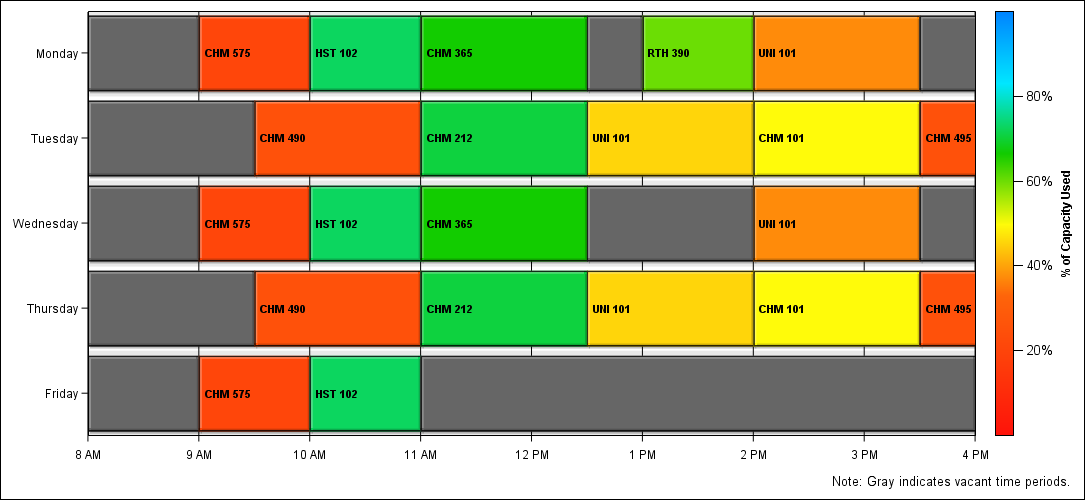 Monday
CHM 575
HST 102
CHM 365
RTH 390
UNI 101
Tuesday
CHM 490
CHM 212
UNI 101
CHM 101
CHM 495
Wednesday
CHM 575
HST 102
CHM 365
UNI 101
Thursday
CHM 490
CHM 212
UNI 101
CHM 101
CHM 495
Friday
CHM 575
HST 102
8 AM
9 AM
10 AM
11 AM
12 PM
1 PM
2 PM
3 PM
4 PM
80%
60%
40%
20%
% of Capacity Used
Note: Gray indicates vacant time periods.